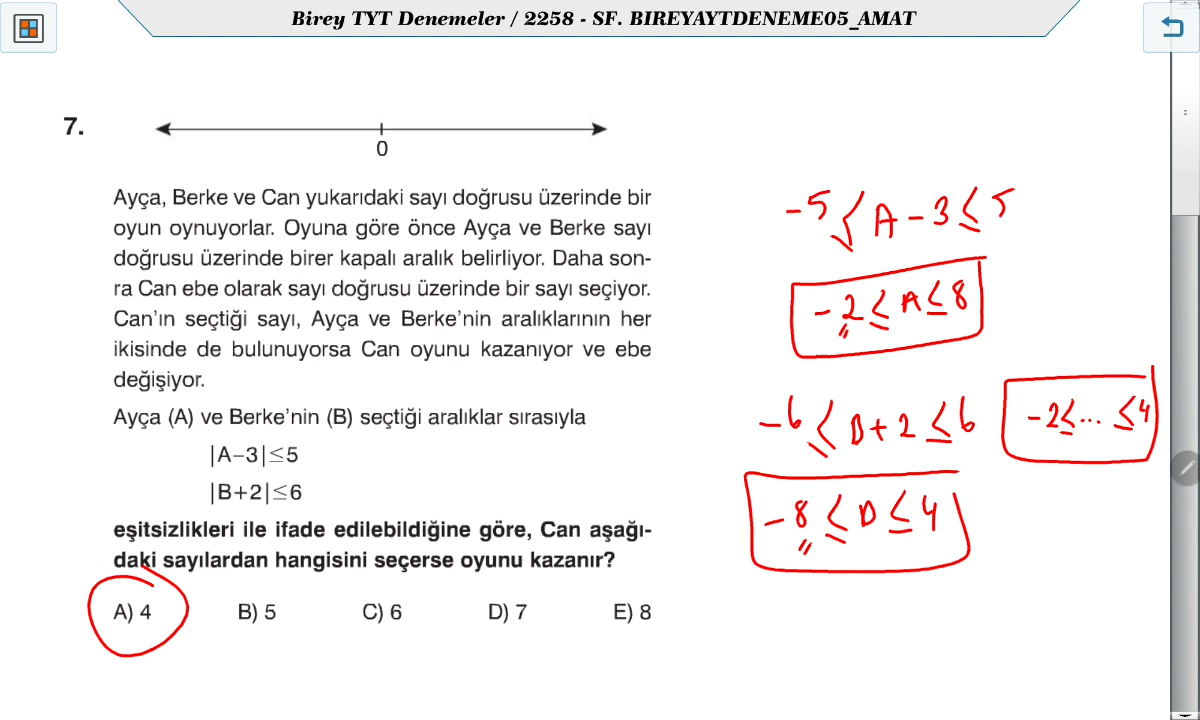 Birey TYT Denemeler / 2258 - SF. BIREYAYTDENEME05_AMAT
7.
0
Ayça, Berke ve Can yukarıdaki sayı doğrusu üzerinde bir
oyun oynuyorlar. Oyuna göre önce Ayça ve Berke sayı
doğrusu üzerinde birer kapalı aralık belirliyor. Daha son-
ra Can ebe olarak sayı doğrusu üzerinde bir sayı seçiyor.
Can'ın seçtiği sayı, Ayça ve Berke'nin aralıklarının her
ikisinde de bulunuyorsa Can oyunu kazanıyor ve ebe
değişiyor.
Ayça (A) ve Berke'nin (B) seçtiği aralıklar sırasıyla
|A−3|≤5
|B+2|≤6
eşitsizlikleri ile ifade edilebildiğine göre, Can aşağı-
daki sayılardan hangisini seçerse oyunu kazanır?
A) 4 B) 5 C) 6 D) 7 E) 8
-5 ≤ A - 3 ≤ 5
-2 ≤ A ≤ 8
-6 ≤ B + 2 ≤ 6
-2 ≤ ... ≤ 4
-8 ≤ B ≤ 4